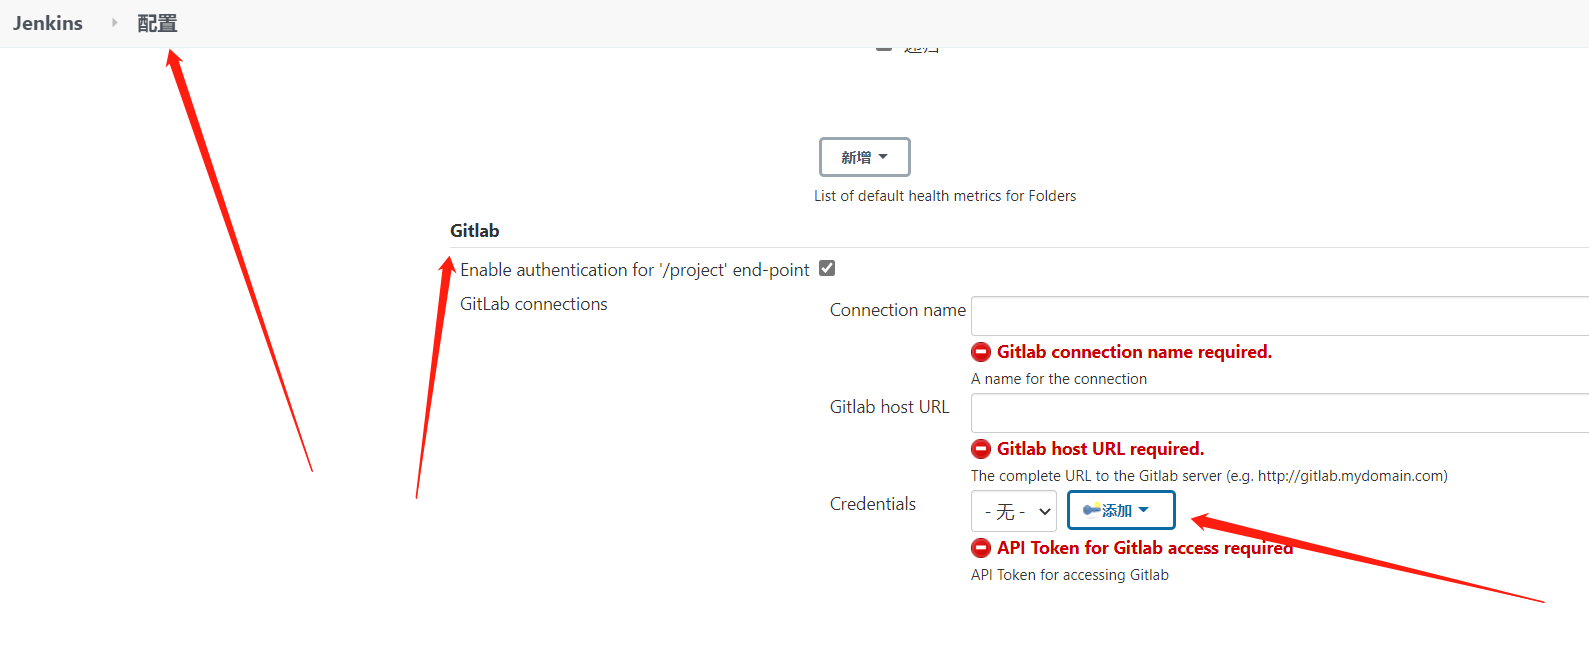 Jenkins 配置
递归
新增
List of default health metrics for Folders
Gitlab
Enable authentication for '/project' end-point
GitLab connections
Connection name
Gitlab connection name required.
A name for the connection
Gitlab host URL
Gitlab host URL required.
The complete URL to the Gitlab server (e.g. http://gitlab.mydomain.com)
Credentials
- 无 - 添加
API Token for Gitlab access required
API Token for accessing Gitlab